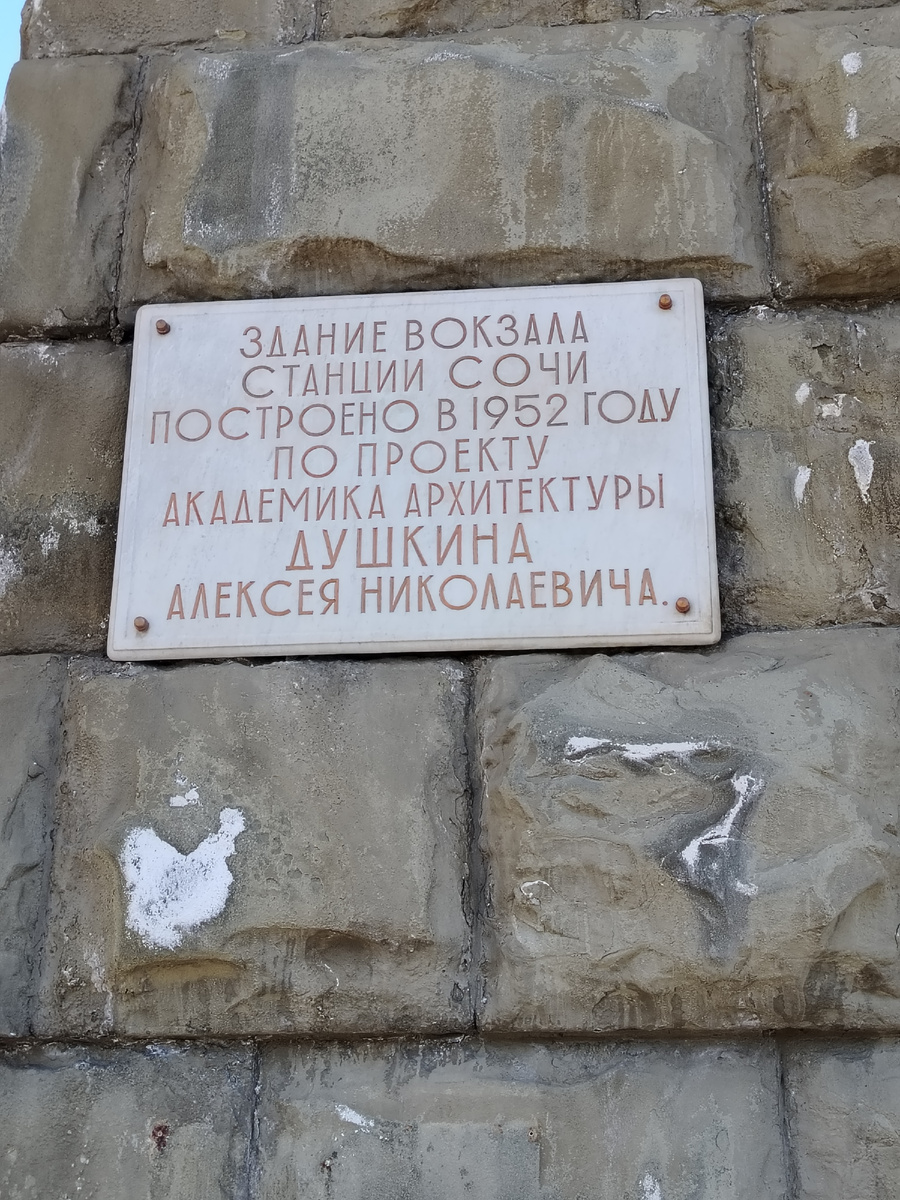 ЗДАНИЕ ВОКЗАЛА
СТАНЦИИ СОЧИ
ПОСТРОЕНО В 1952 ГОДУ
ПО ПРОЕКТУ
АКАДЕМИКА АРХИТЕКТУРЫ
ДУШКИНА
АЛЕКСЕЯ НИКОЛАЕВИЧА.